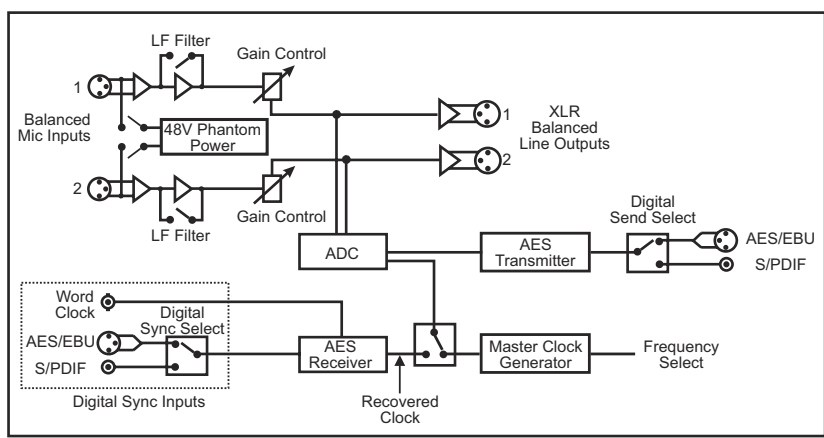 LF Filter
Gain Control
1
Balanced
Mic Inputs
48V Phantom
Power
1
XLR
Balanced
Line Outputs
2
2
LF Filter
Gain Control
ADC
AES
Transmitter
Digital
Send Select
AES/EBU
S/PDIF
Word
Clock
Digital
Sync Select
AES/EBU
S/PDIF
Digital Sync Inputs
AES
Receiver
Recovered
Clock
Master Clock
Generator
Frequency
Select